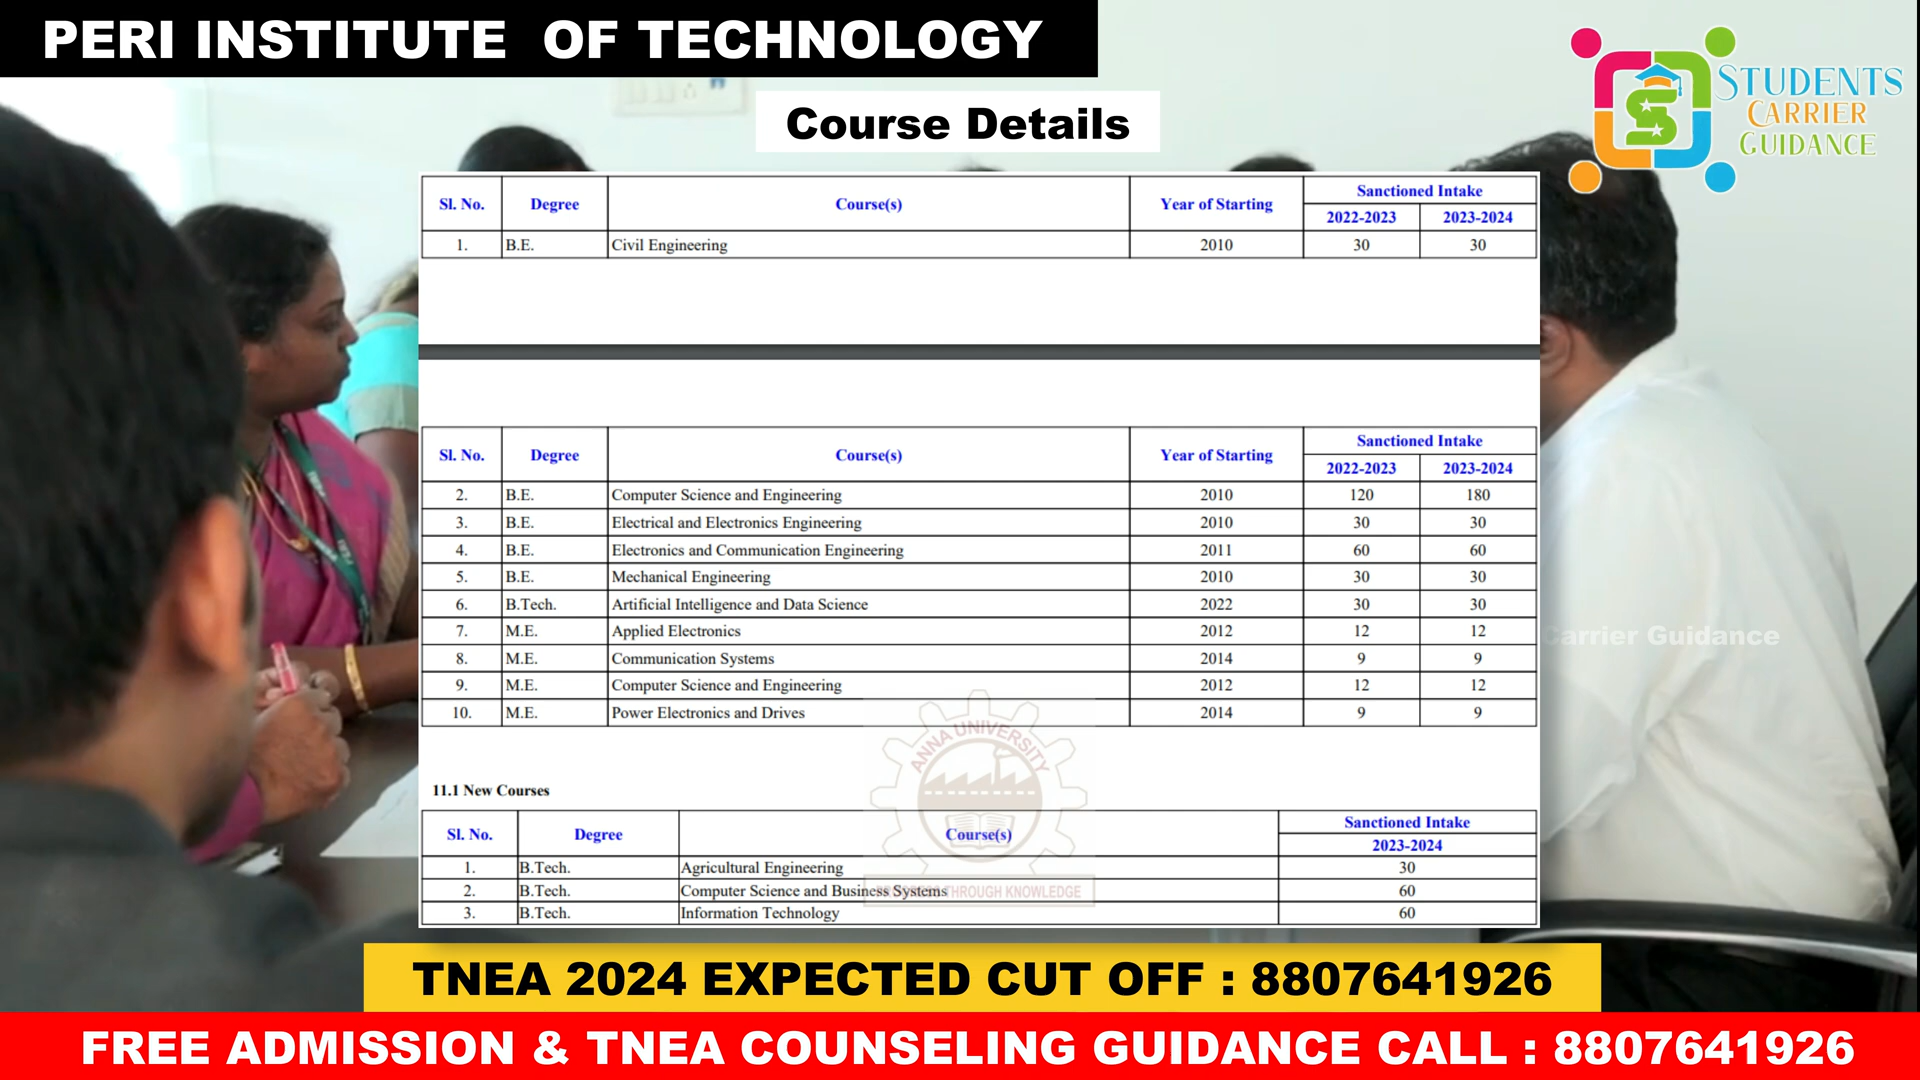 PERI INSTITUTE OF TECHNOLOGY
STUDENTS
CARRIER
GUIDANCE
Course Details
Sl. No. Degree Course(s) Year of Starting Sanctioned Intake
2022-2023 2023-2024
1. B.E. Civil Engineering 2010 30 30
Sl. No. Degree Course(s) Year of Starting Sanctioned Intake
2022-2023 2023-2024
2. B.E. Computer Science and Engineering 2010 120 180
3. B.E. Electrical and Electronics Engineering 2010 30 30
4. B.E. Electronics and Communication Engineering 2011 60 60
5. B.E. Mechanical Engineering 2010 30 30
6. B.Tech. Artificial Intelligence and Data Science 2022 30 30
7. M.E. Applied Electronics 2012 12 12
Carrier Guidance
8. M.E. Communication Systems 2014 9 9
9. M.E. Computer Science and Engineering 2012 12 12
10. M.E. Power Electronics and Drives 2014 9 9
ANNA UNIVERSITY
11.1 New Courses
Sl. No. Degree Course(s) Sanctioned Intake
2023-2024
1. B.Tech. Agricultural Engineering 30
2. B.Tech. Computer Science and Business Systems 60
THROUGH KNOWLEDGE
3. B.Tech. Information Technology 60
TNEA 2024 EXPECTED CUT OFF : 8807641926
FREE ADMISSION & TNEA COUNSELING GUIDANCE CALL : 8807641926